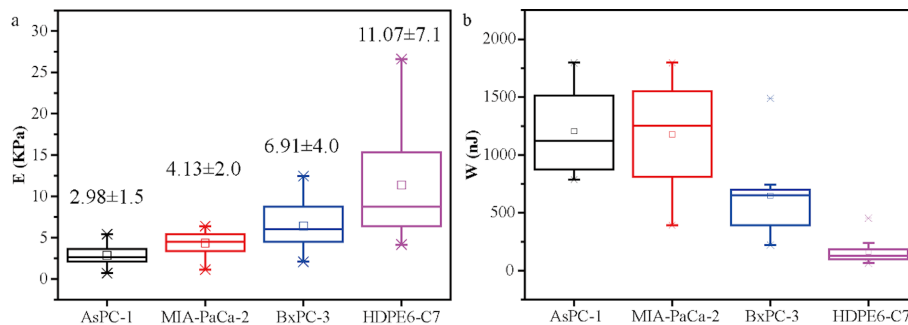 a
30
25
20
15
10
5
0
E (KPa)
2.98±1.5
4.13±2.0
6.91±4.0
11.07±7.1
AsPC-1 MIA-PaCa-2 BxPC-3 HDPE6-C7
b
2000
1500
1000
500
0
W (nJ)
AsPC-1 MIA-PaCa-2 BxPC-3 HDPE6-C7